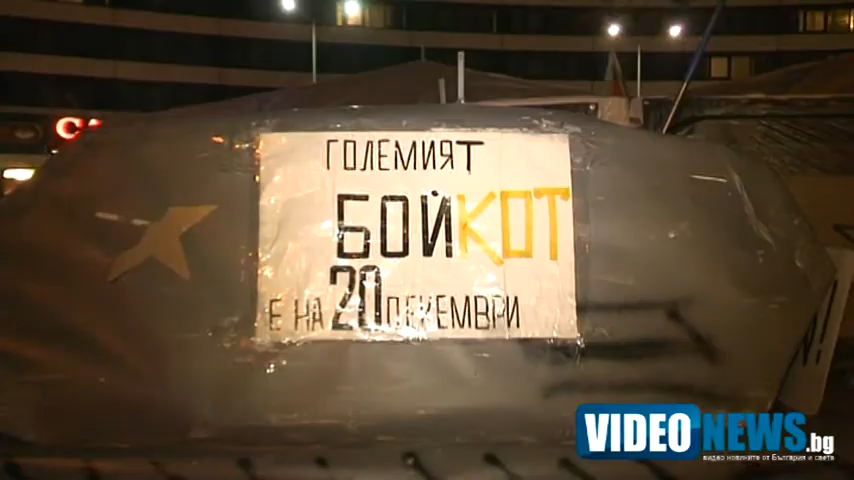 ГОЛЕМИЯТ
БОЙКОТ
Е НА 20 ДЕКЕМВРИ
VIDEONEWS.bg
видео новините от България и света